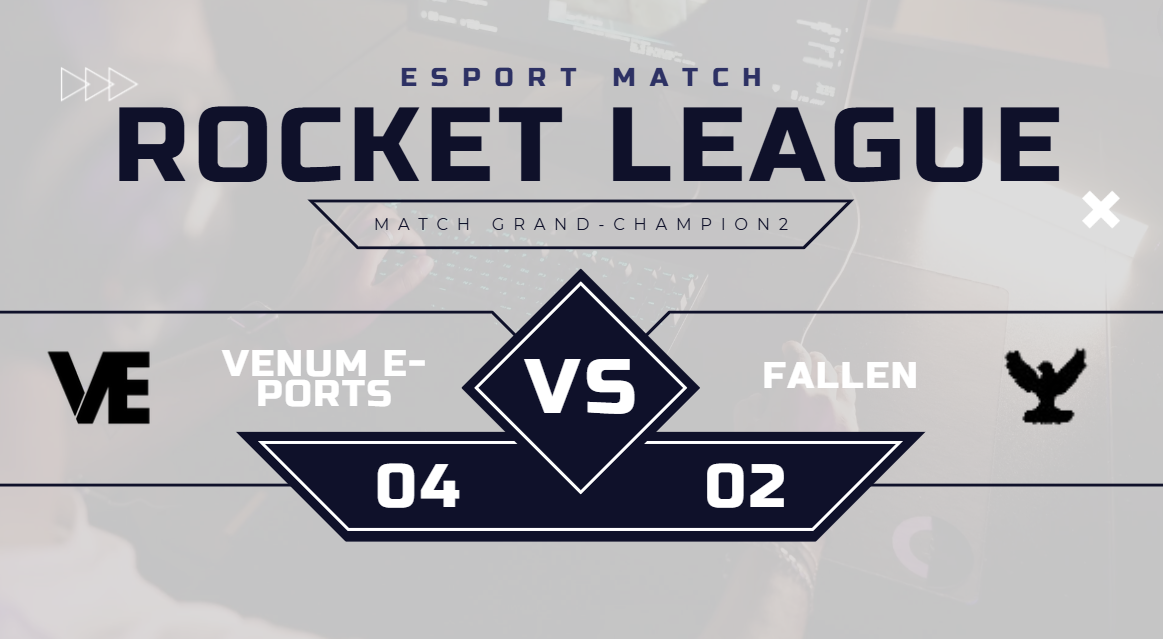 ESPORT MATCH
ROCKET LEAGUE
MATCH GRAND-CHAMPION2
VE
VENUM E-
PORTS
VS
FALLEN
04
02